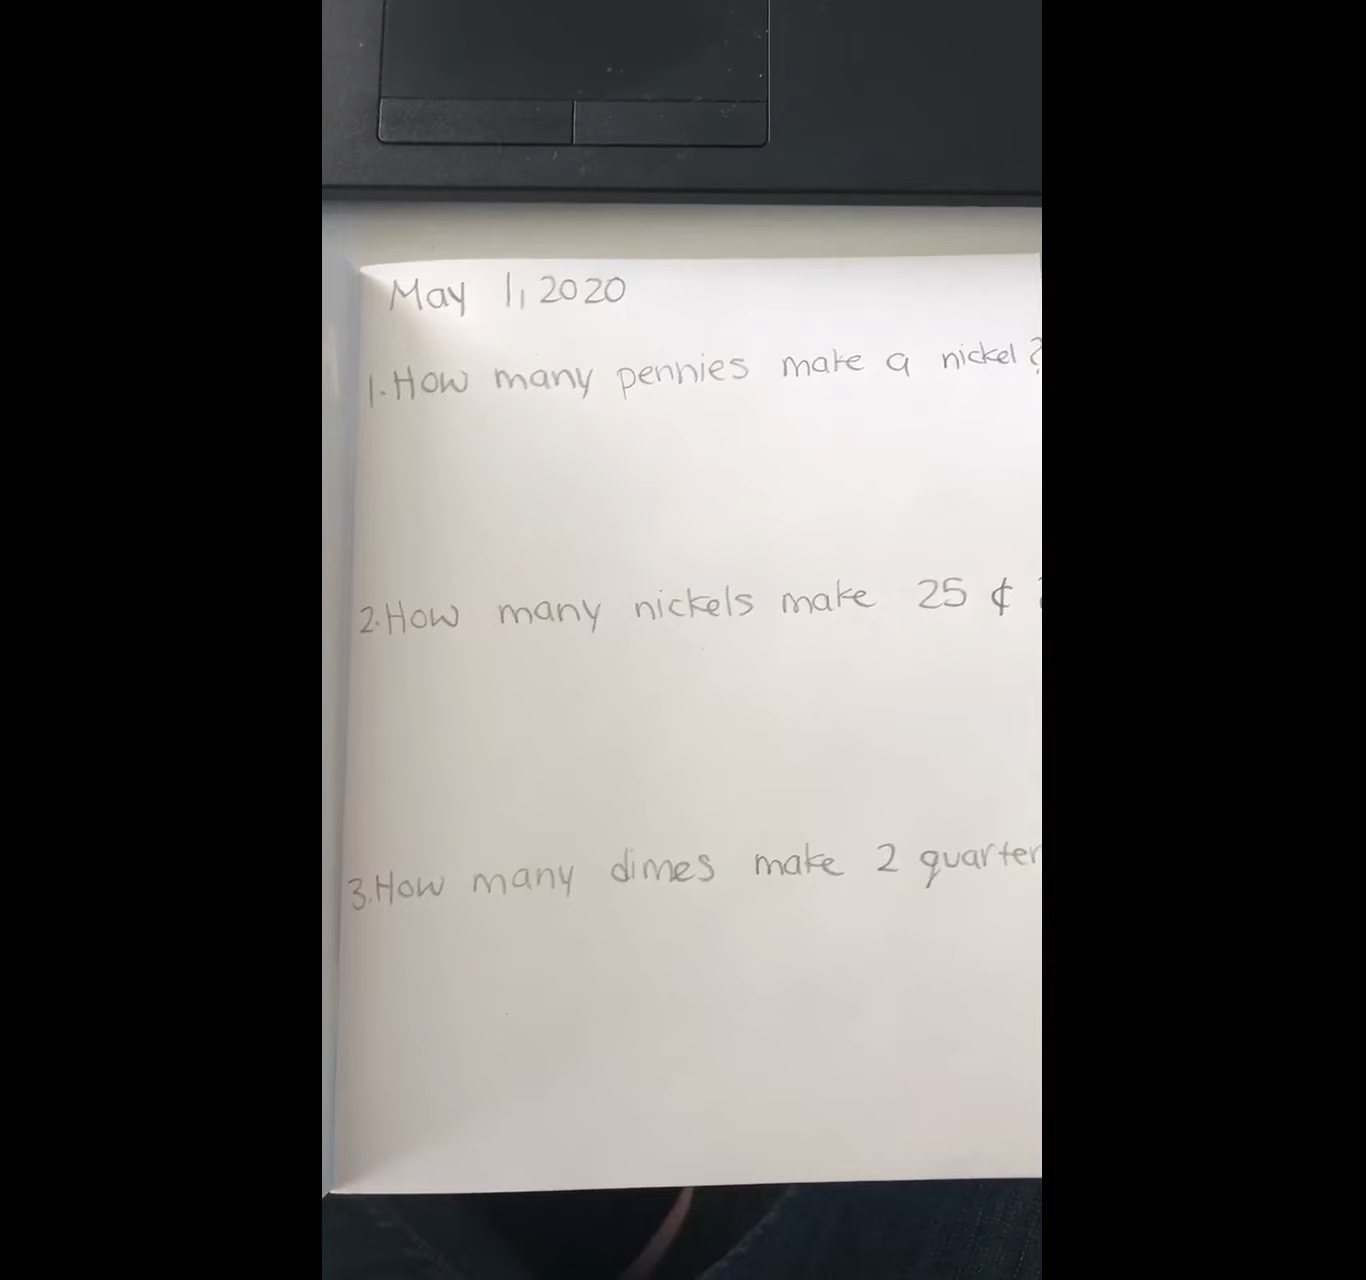 May 1, 2020
1. How many pennies make a nickel?
2. How many nickels make 25 ¢
3. How many dimes make 2 quarter